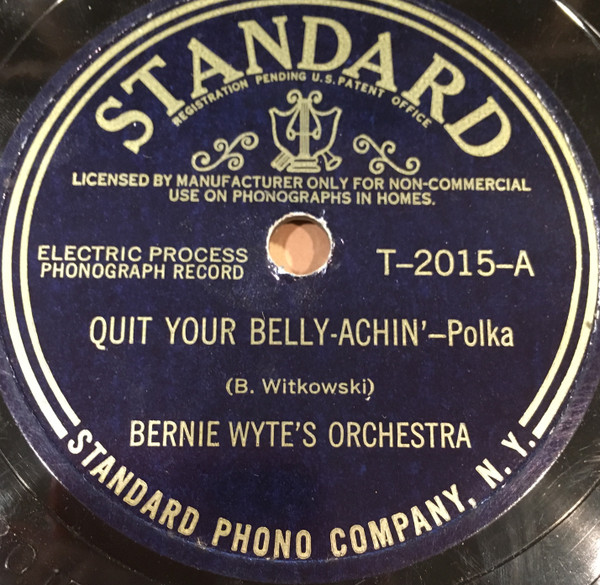 STANDARD
REGISTRATION PENDING U.S. PATENT OFFICE
LICENSED BY MANUFACTURER ONLY FOR NON-COMMERCIAL
USE ON PHONOGRAPHS IN HOMES.
ELECTRIC PROCESS
PHONOGRAPH RECORD
T-2015-A
QUIT YOUR BELLY-ACHIN'-Polka
(B. Witkowski)
BERNIE WYTE'S ORCHESTRA
STANDARD PHONO COMPANY, N. Y.